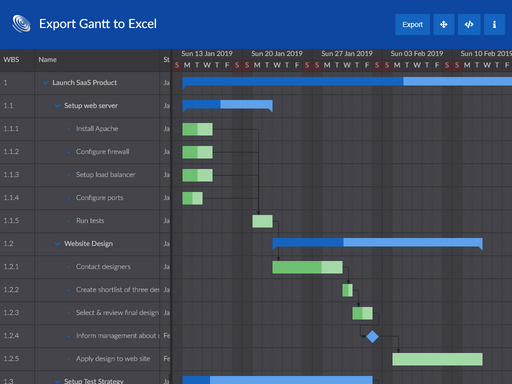 Export Gantt to Excel
Export
WBS Name St
Sun 13 Jan 2019 Sun 20 Jan 2019 Sun 27 Jan 2019 Sun 03 Feb 2019 Sun 10 Feb 2019
S M T W T F S S M T W T F S S M T W T F S S M T W T F S S M T W T
1 Launch SaaS Product Ja
1.1 Setup web server Ja
1.1.1 Install Apache Ja
1.1.2 Configure firewall Ja
1.1.3 Setup load balancer Ja
1.1.4 Configure ports Ja
1.1.5 Run tests Ja
1.2 Website Design Ja
1.2.1 Contact designers Ja
1.2.2 Create shortlist of three des Ja
1.2.3 Select & review final design Ja
1.2.4 Inform management about Fe
1.2.5 Apply design to web site Fe
1.3 Setup Test Strategy Ja